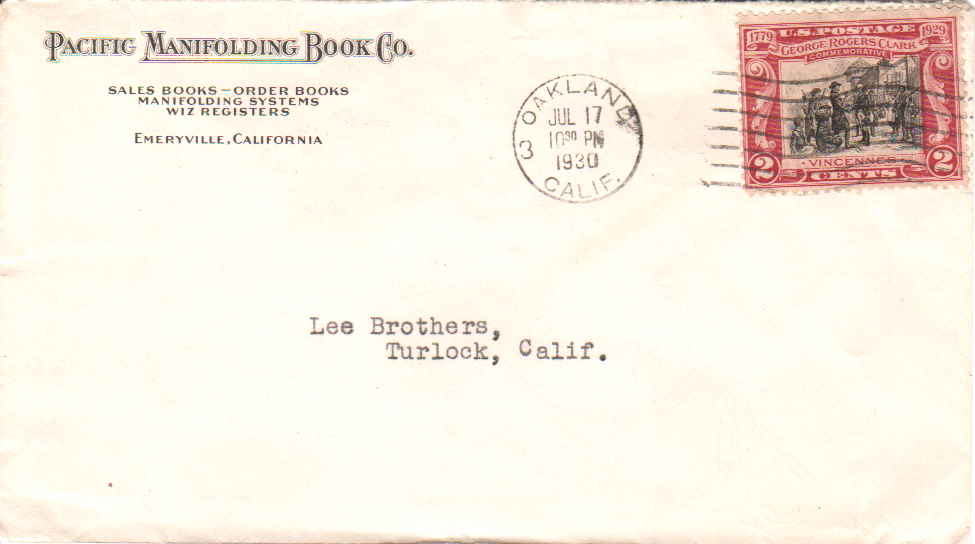 PACIFIC MANIFOLDING BOOK CO.
SALES BOOKS — ORDER BOOKS
MANIFOLDING SYSTEMS
WIZ REGISTERS
EMERYVILLE, CALIFORNIA
OAKLAND
JUL 17
1030 PM
1930
3
CALIF.
1779 U.S. POSTAGE 1929
GEORGE ROGERS CLARK
COMMEMORATIVE
VINCENNES
2 CENTS 2
Lee Brothers,
Turlock, Calif.